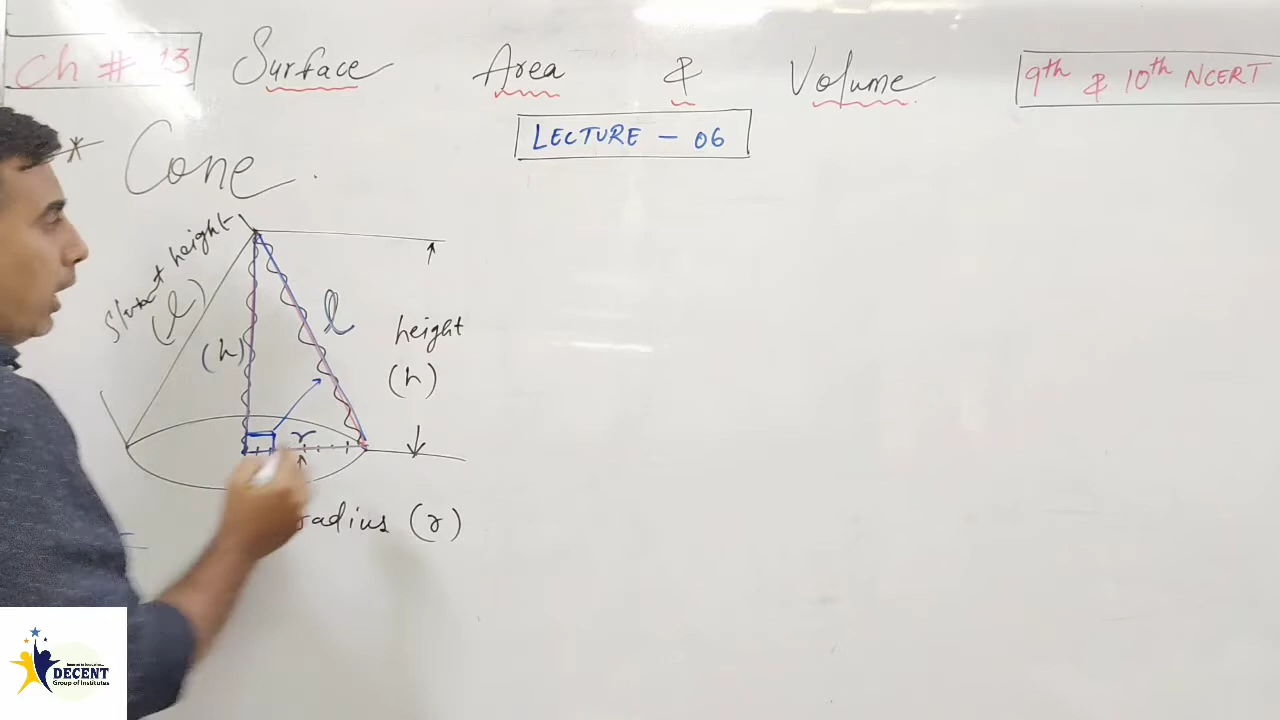 Ch # 13 Surface Area & Volume 9th & 10th NCERT
LECTURE - 06
* Cone.
Slant height
(l)
l
(h)
height
(h)
r
radius (r)
DECENT
Group of Institutes